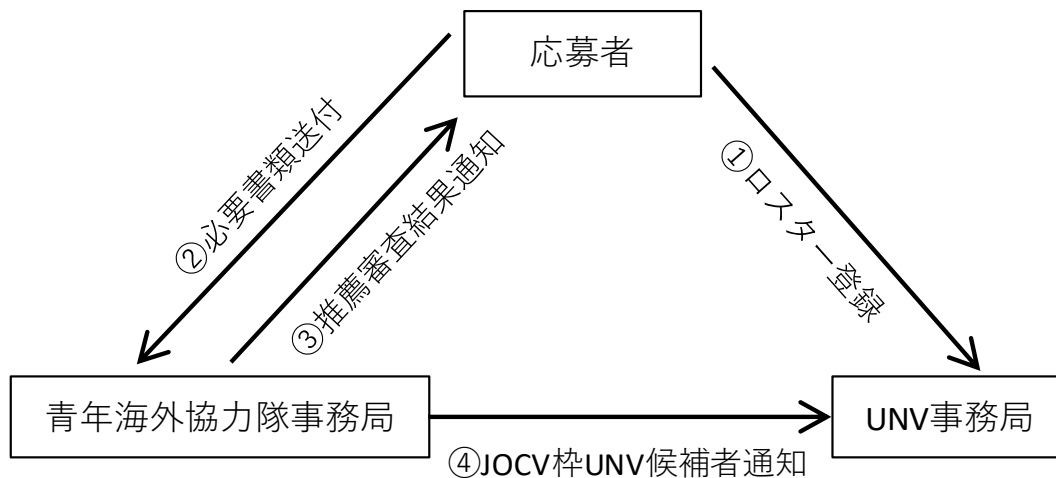 応募者
①ロスター登録
②必要書類送付
③推薦審査結果通知
青年海外協力隊事務局
UNV事務局
④JOCV枠UNV候補者通知